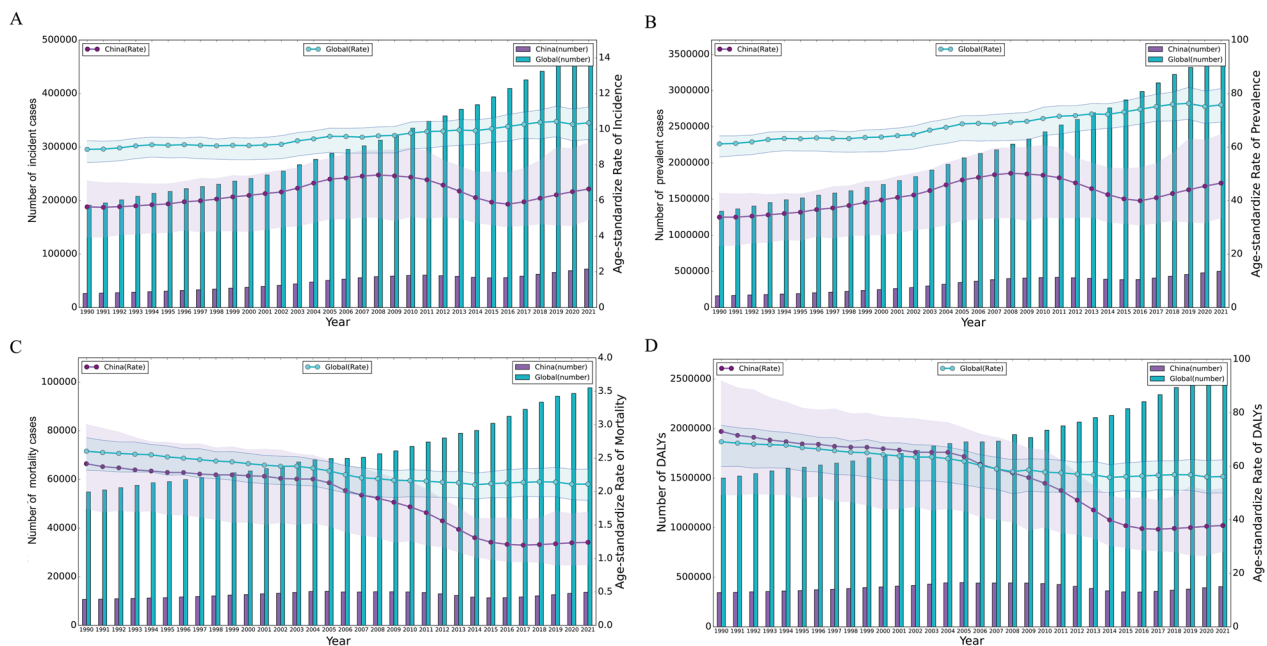 A
China(Rate)
Global(Rate)
China(number)
Global(number)
500000
400000
300000
200000
100000
0
Number of incident cases
14
12
10
8
6
4
2
0
Age-standardize Rate of Incidence
1990 1991 1992 1993 1994 1995 1996 1997 1998 1999 2000 2001 2002 2003 2004 2005 2006 2007 2008 2009 2010 2011 2012 2013 2014 2015 2016 2017 2018 2019 2020 2021
Year
B
China(Rate)
Global(Rate)
China(number)
Global(number)
3500000
3000000
2500000
2000000
1500000
1000000
500000
0
Number of prevalent cases
100
80
60
40
20
0
Age-standardize Rate of Prevalence
1990 1991 1992 1993 1994 1995 1996 1997 1998 1999 2000 2001 2002 2003 2004 2005 2006 2007 2008 2009 2010 2011 2012 2013 2014 2015 2016 2017 2018 2019 2020 2021
Year
C
China(Rate)
Global(Rate)
China(number)
Global(number)
100000
80000
60000
40000
20000
0
Number of mortality cases
4.0
3.5
3.0
2.5
2.0
1.5
1.0
0.5
0.0
Age-standardize Rate of Mortality
1990 1991 1992 1993 1994 1995 1996 1997 1998 1999 2000 2001 2002 2003 2004 2005 2006 2007 2008 2009 2010 2011 2012 2013 2014 2015 2016 2017 2018 2019 2020 2021
Year
D
China(Rate)
Global(Rate)
China(number)
Global(number)
2500000
2000000
1500000
1000000
500000
0
Number of DALYs
100
80
60
40
20
0
Age-standardize Rate of DALYs
1990 1991 1992 1993 1994 1995 1996 1997 1998 1999 2000 2001 2002 2003 2004 2005 2006 2007 2008 2009 2010 2011 2012 2013 2014 2015 2016 2017 2018 2019 2020 2021
Year